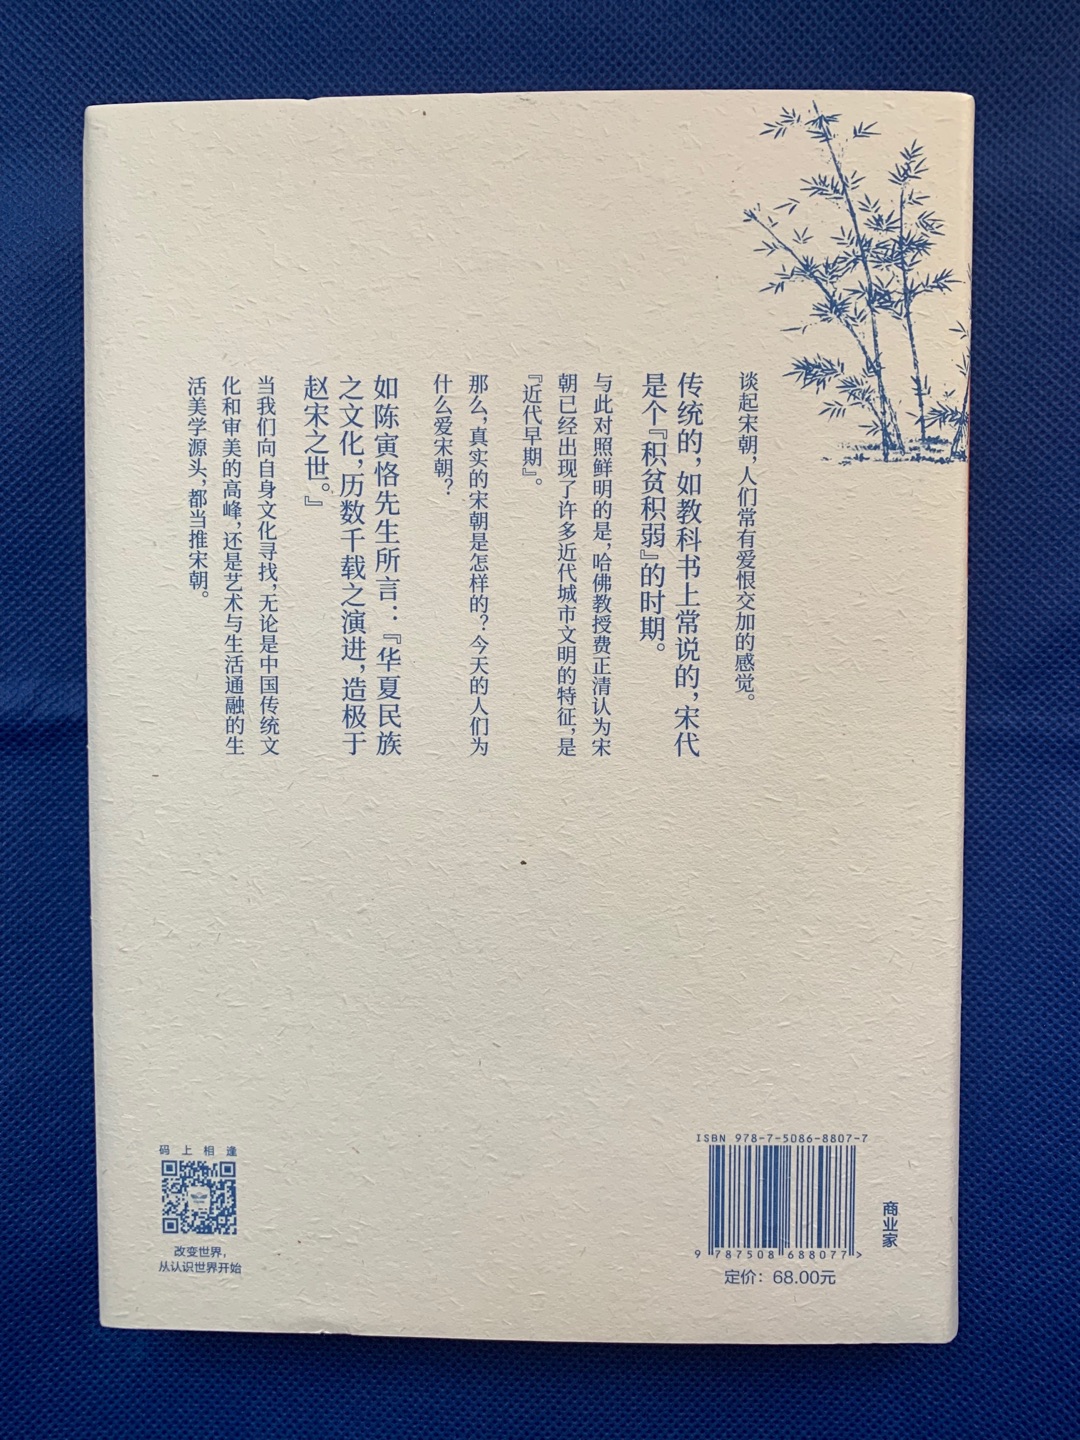 谈起宋朝，人们常有爱恨交加的感觉。
传统的，如教科书上常说的，宋代
是个『积贫积弱』的时期。
与此对照鲜明的是，哈佛教授费正清认为宋
朝已经出现了许多近代城市文明的特征，是
『近代早期』。
那么，真实的宋朝是怎样的？今天的人们为
什么爱宋朝？
如陈寅恪先生所言：『华夏民族
之文化，历数千载之演进，造极于
赵宋之世。』
当我们向自身文化寻找，无论是中国传统文
化和审美的高峰，还是艺术与生活通融的生
活美学源头，都当推宋朝。
码上相逢
改变世界，
从认识世界开始
ISBN 978-7-5086-8807-7
9 787508 688077>
定价：68.00元
商业家